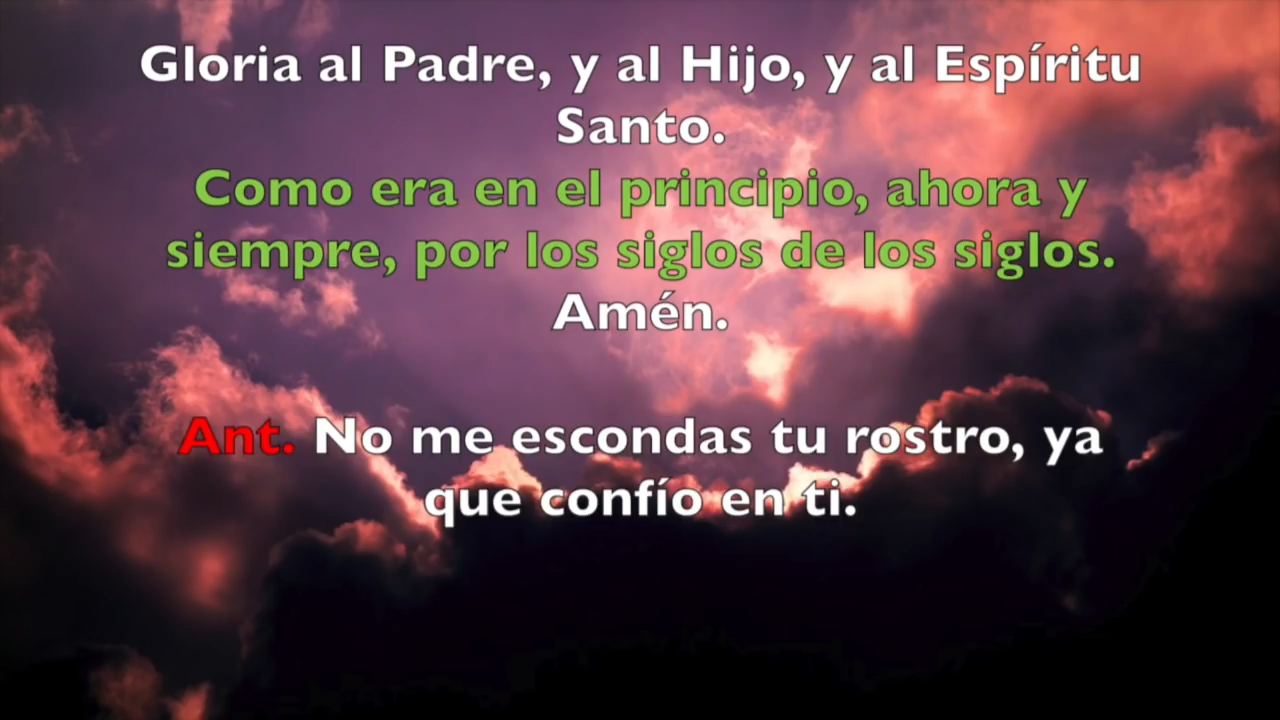 Gloria al Padre, y al Hijo, y al Espíritu
Santo.
Como era en el principio, ahora y
siempre, por los siglos de los siglos.
Amén.
Ant. No me escondas tu rostro, ya
que confío en ti.